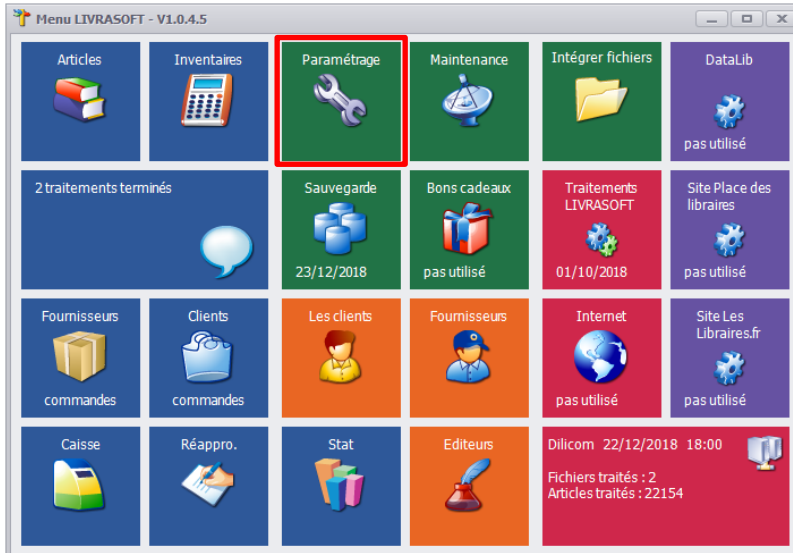 Menu LIVRASOFT - V1.0.4.5
Articles
Inventaires
Paramétrage
Maintenance
Intégrer fichiers
DataLib
pas utilisé
2 traitements terminés
Sauvegarde
23/12/2018
Bons cadeaux
pas utilisé
Traitements
LIVRASOFT
01/10/2018
Site Place des
libraires
pas utilisé
Fournisseurs
commandes
Clients
commandes
Les clients
Fournisseurs
Internet
pas utilisé
Site Les
Libraires.fr
pas utilisé
Caisse
Réappro.
Stat
Editeurs
Dilicom 22/12/2018 18:00
Fichiers traités : 2
Articles traités : 22154